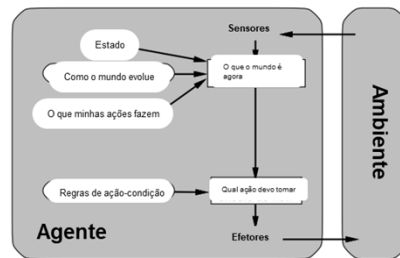 Sensores
Estado
Como o mundo evolue
O que minhas ações fazem
O que o mundo é
agora
Regras de ação-condição
Qual ação devo tomar
Efetores
Agente
Ambiente